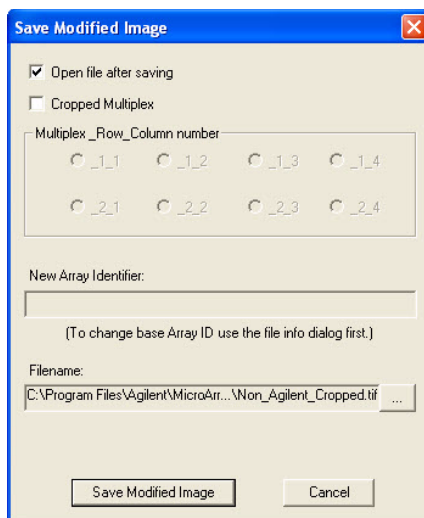 Save Modified Image
Open file after saving
Cropped Multiplex
Multiplex _Row_Column number
_1_1 _1_2 _1_3 _1_4
_2_1 _2_2 _2_3 _2_4
New Array Identifier:
(To change base Array ID use the file info dialog first.)
Filename:
C:\Program Files\Agilent\MicroArr...\Non_Agilent_Cropped.tif ...
Save Modified Image Cancel